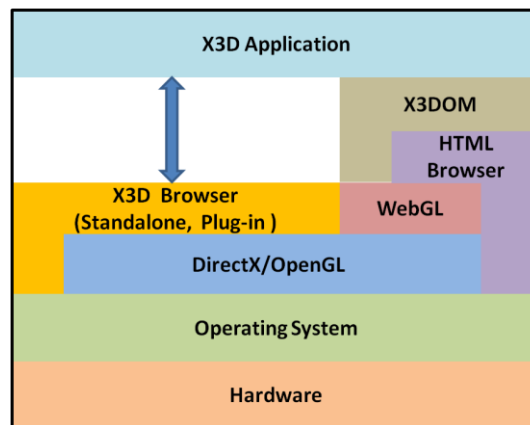 X3D Application
X3DOM
HTML
Browser
X3D Browser
(Standalone, Plug-in )
WebGL
DirectX/OpenGL
Operating System
Hardware